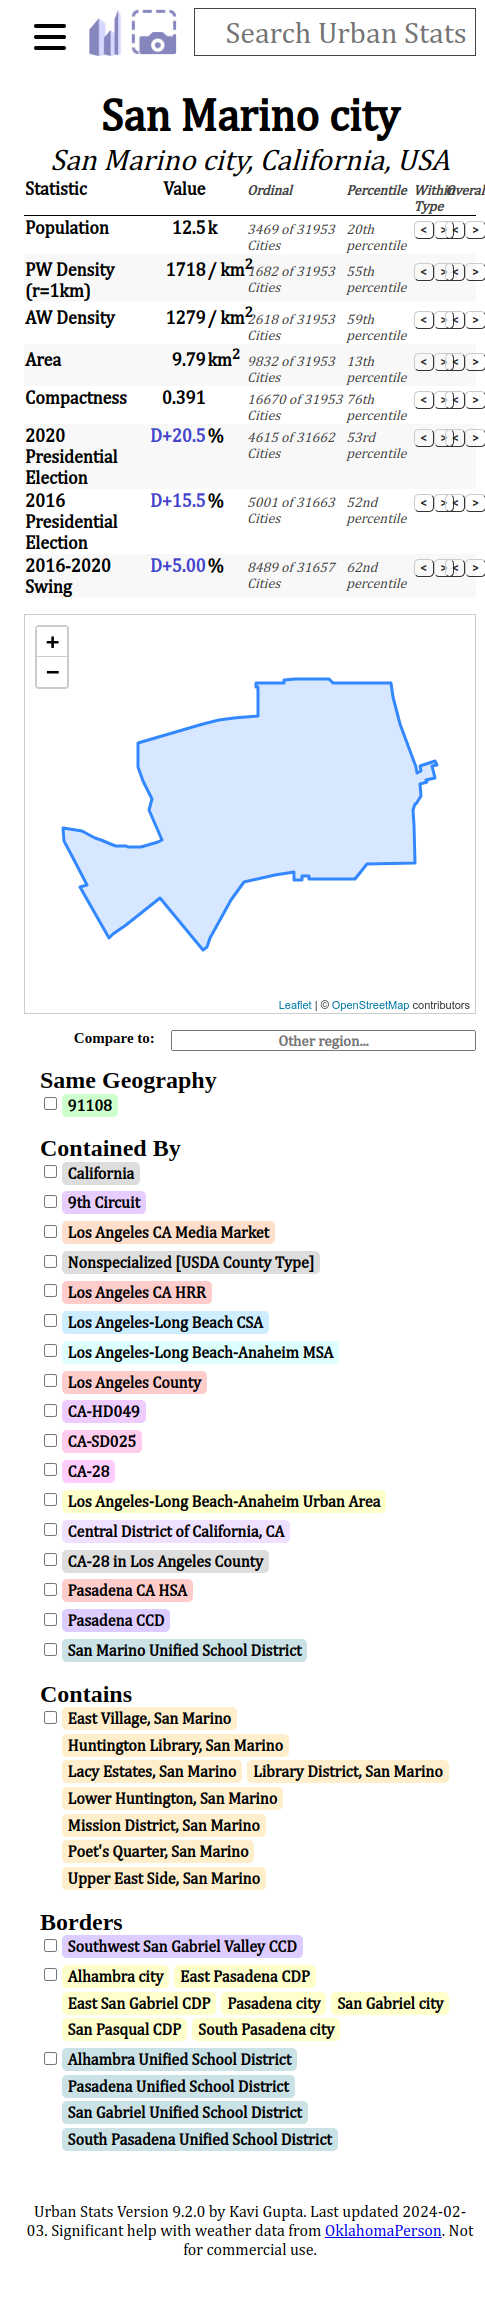 Search Urban Stats
San Marino city
San Marino city, California, USA
Statistic Value Ordinal Percentile Within Type Overall
Population 12.5 k 3469 of 31953 Cities 20th percentile < > < >
PW Density (r=1km) 1718 / km² 1682 of 31953 Cities 55th percentile < > < >
AW Density 1279 / km² 2618 of 31953 Cities 59th percentile < > < >
Area 9.79 km² 9832 of 31953 Cities 13th percentile < > < >
Compactness 0.391 16670 of 31953 Cities 76th percentile < > < >
2020 Presidential Election D+20.5 % 4615 of 31662 Cities 53rd percentile < > < >
2016 Presidential Election D+15.5 % 5001 of 31663 Cities 52nd percentile < > < >
2016-2020 Swing D+5.00 % 8489 of 31657 Cities 62nd percentile < > < >
+
−
Leaflet | © OpenStreetMap contributors
Compare to: Other region...
Same Geography
91108
Contained By
California
9th Circuit
Los Angeles CA Media Market
Nonspecialized [USDA County Type]
Los Angeles CA HRR
Los Angeles-Long Beach CSA
Los Angeles-Long Beach-Anaheim MSA
Los Angeles County
CA-HD049
CA-SD025
CA-28
Los Angeles-Long Beach-Anaheim Urban Area
Central District of California, CA
CA-28 in Los Angeles County
Pasadena CA HSA
Pasadena CCD
San Marino Unified School District
Contains
East Village, San Marino
Huntington Library, San Marino
Lacy Estates, San Marino Library District, San Marino
Lower Huntington, San Marino
Mission District, San Marino
Poet's Quarter, San Marino
Upper East Side, San Marino
Borders
Southwest San Gabriel Valley CCD
Alhambra city East Pasadena CDP
East San Gabriel CDP Pasadena city San Gabriel city
San Pasqual CDP South Pasadena city
Alhambra Unified School District
Pasadena Unified School District
San Gabriel Unified School District
South Pasadena Unified School District
Urban Stats Version 9.2.0 by Kavi Gupta. Last updated 2024-02-
03. Significant help with weather data from OklahomaPerson. Not
for commercial use.